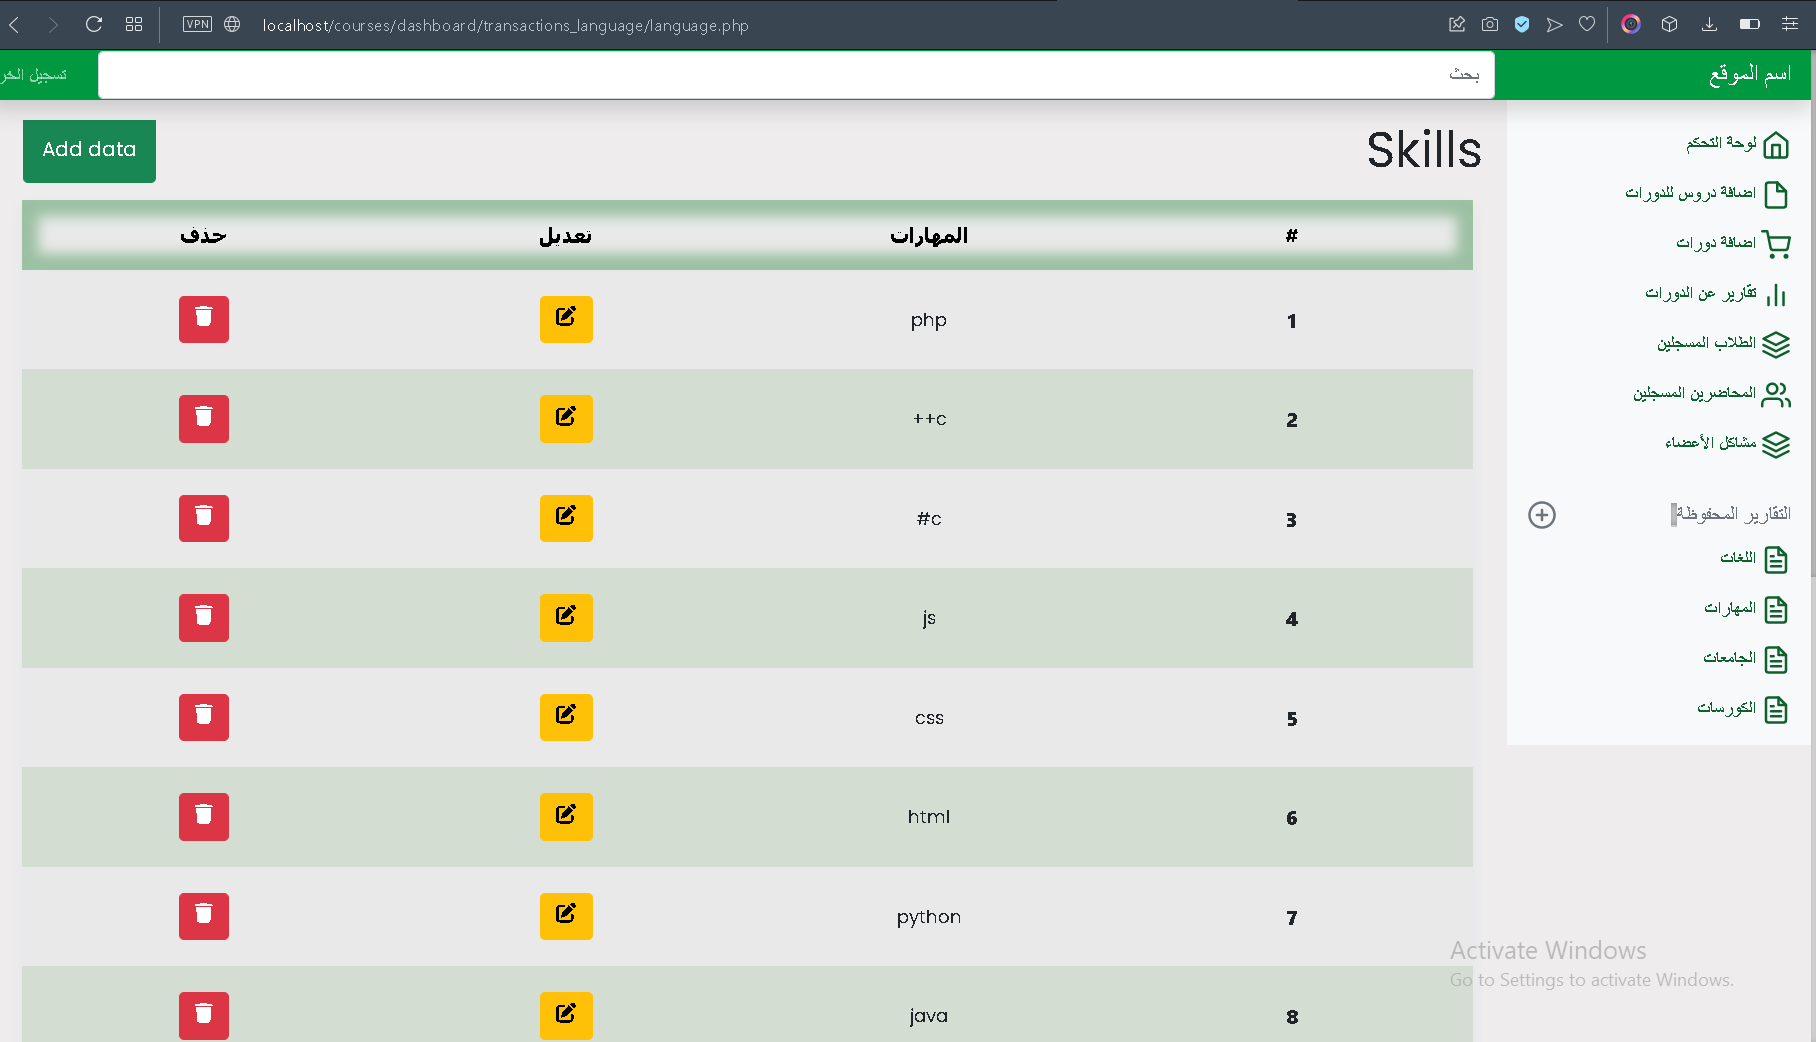 VPN
localhost/courses/dashboard/transactions_language/language.php
اسم الموقع
بحث
تسجيل الخر
Skills
Add data
# المهارات تعديل حذف
1 php
2 ++c
3 #c
4 js
5 css
6 html
7 python
8 java
لوحة التحكم
اضافة دروس للدورات
اضافة دورات
تقارير عن الدورات
الطلاب المسجلين
المحاضرين المسجلين
مشاكل الأعضاء
التقارير المحفوظة
اللغات
المهارات
الجامعات
الكورسات
Activate Windows
Go to Settings to activate Windows.